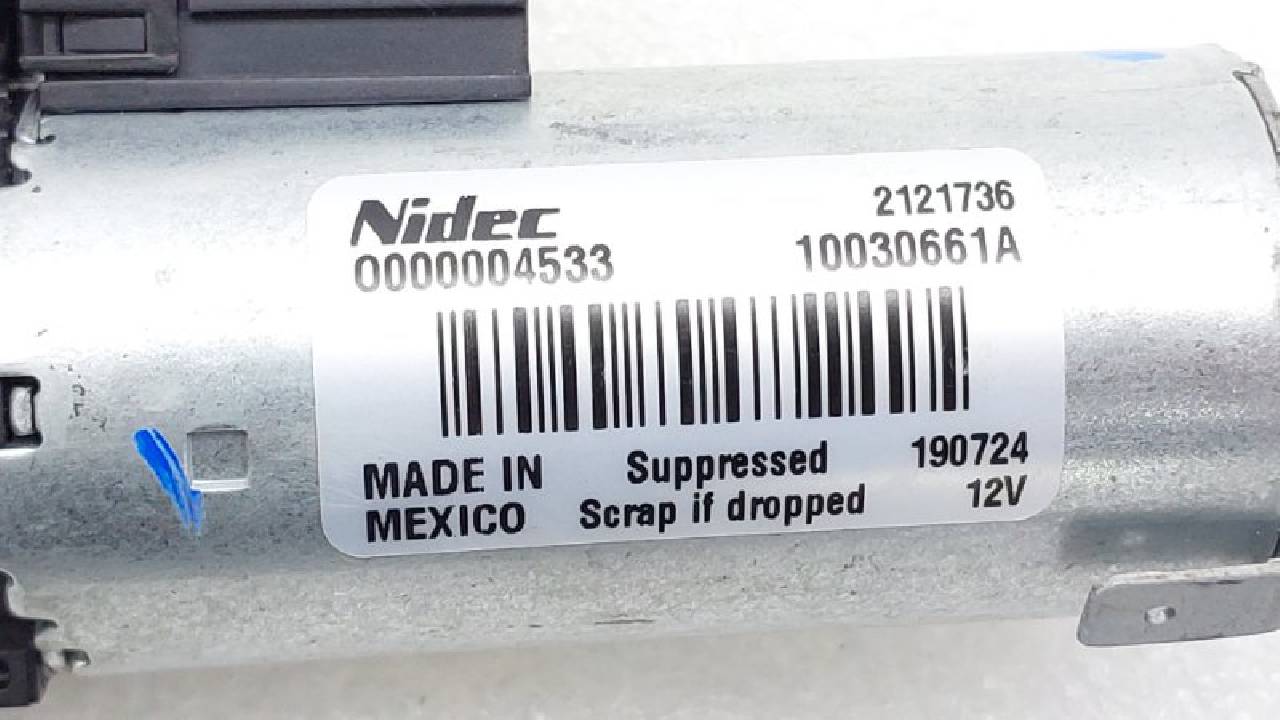 Nidec 2121736
0000004533 10030661A
MADE IN Suppressed 190724
MEXICO Scrap if dropped 12V